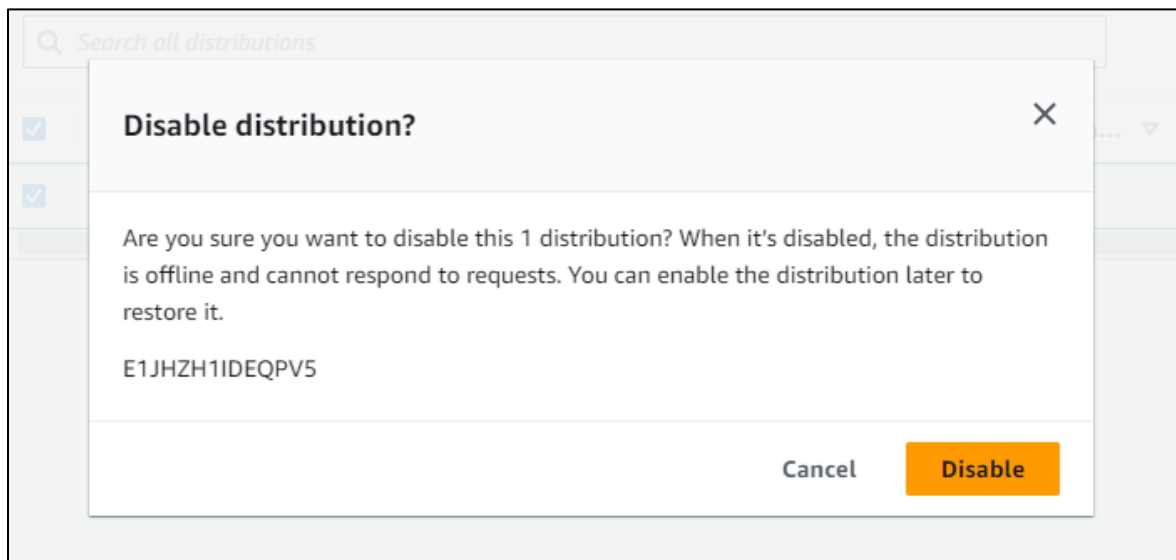 Search all distributions
Disable distribution?
...
Are you sure you want to disable this 1 distribution? When it's disabled, the distribution
is offline and cannot respond to requests. You can enable the distribution later to
restore it.
E1JHZH1IDEQPV5
Cancel
Disable